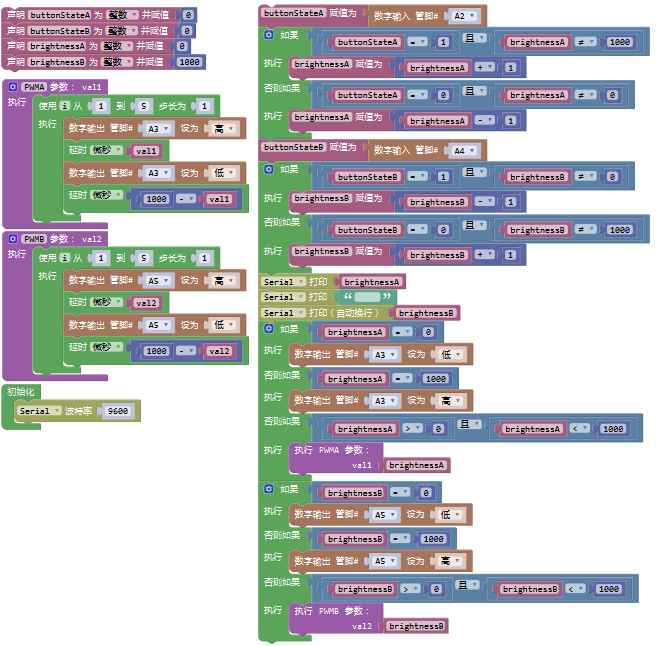 声明 buttonStateA 为 整数 并赋值 0
声明 buttonStateB 为 整数 并赋值 0
声明 brightnessA 为 整数 并赋值 0
声明 brightnessB 为 整数 并赋值 1000
PWMA 参数: val1
执行 使用 i 从 1 到 5 步长为 1
执行 数字输出 管脚# A3 设为 高
延时 微秒 val1
数字输出 管脚# A3 设为 低
延时 微秒 1000 - val1
PWMB 参数: val2
执行 使用 i 从 1 到 5 步长为 1
执行 数字输出 管脚# A5 设为 高
延时 微秒 val2
数字输出 管脚# A5 设为 低
延时 微秒 1000 - val2
初始化
Serial 波特率 9600
buttonStateA 赋值为 数字输入 管脚# A2
如果 buttonStateA = 1 且 brightnessA ≠ 1000
执行 brightnessA 赋值为 brightnessA + 1
否则如果 buttonStateA = 0 且 brightnessA ≠ 0
执行 brightnessA 赋值为 brightnessA - 1
buttonStateB 赋值为 数字输入 管脚# A4
如果 buttonStateB = 1 且 brightnessB ≠ 0
执行 brightnessB 赋值为 brightnessB - 1
否则如果 buttonStateB = 0 且 brightnessB ≠ 1000
执行 brightnessB 赋值为 brightnessB + 1
Serial 打印 brightnessA
Serial 打印 “ ”
Serial 打印(自动换行) brightnessB
如果 brightnessA = 0
执行 数字输出 管脚# A3 设为 低
否则如果 brightnessA = 1000
执行 数字输出 管脚# A3 设为 高
否则如果 brightnessA > 0 且 brightnessA < 1000
执行 执行 PWMA 参数:
val1 brightnessA
如果 brightnessB = 0
执行 数字输出 管脚# A5 设为 低
否则如果 brightnessB = 1000
执行 数字输出 管脚# A5 设为 高
否则如果 brightnessB > 0 且 brightnessB < 1000
执行 执行 PWMB 参数:
val2 brightnessB